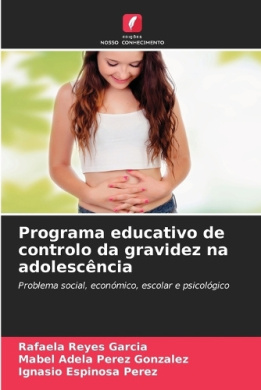 edições
NOSSO CONHECIMENTO
Programa educativo de
controlo da gravidez na
adolescência
Problema social, económico, escolar e psicológico
Rafaela Reyes Garcia
Mabel Adela Perez Gonzalez
Ignasio Espinosa Perez